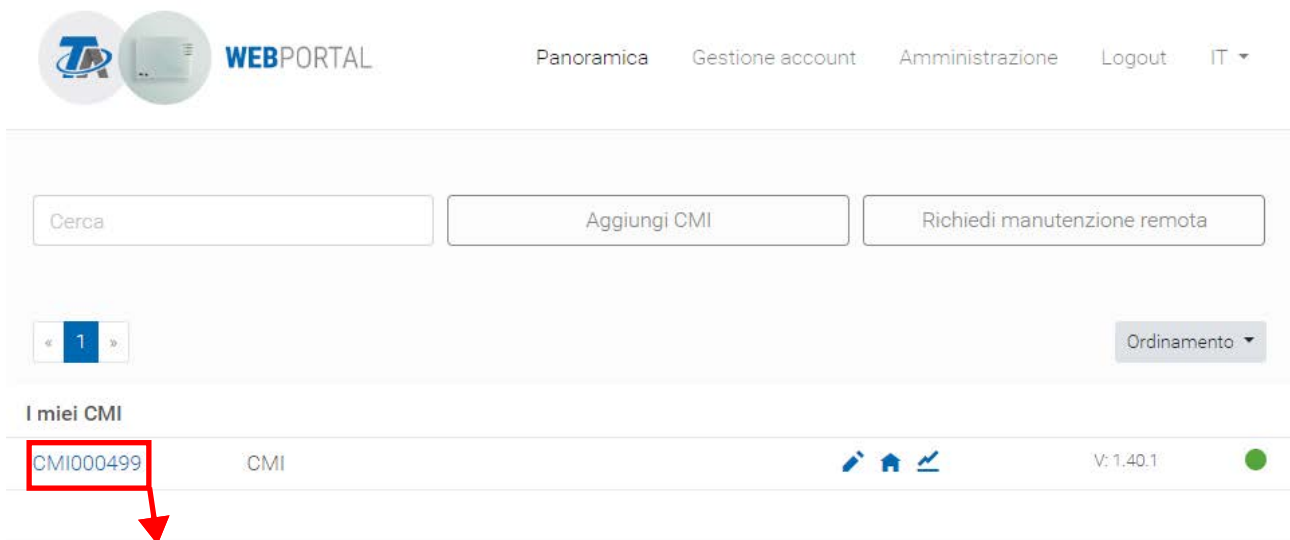 TA WEBPORTAL Panoramica Gestione account Amministrazione Logout IT
Cerca Aggiungi CMI Richiedi manutenzione remota
« 1 » Ordinamento
I miei CMI
CMI000499 CMI V: 1.40.1